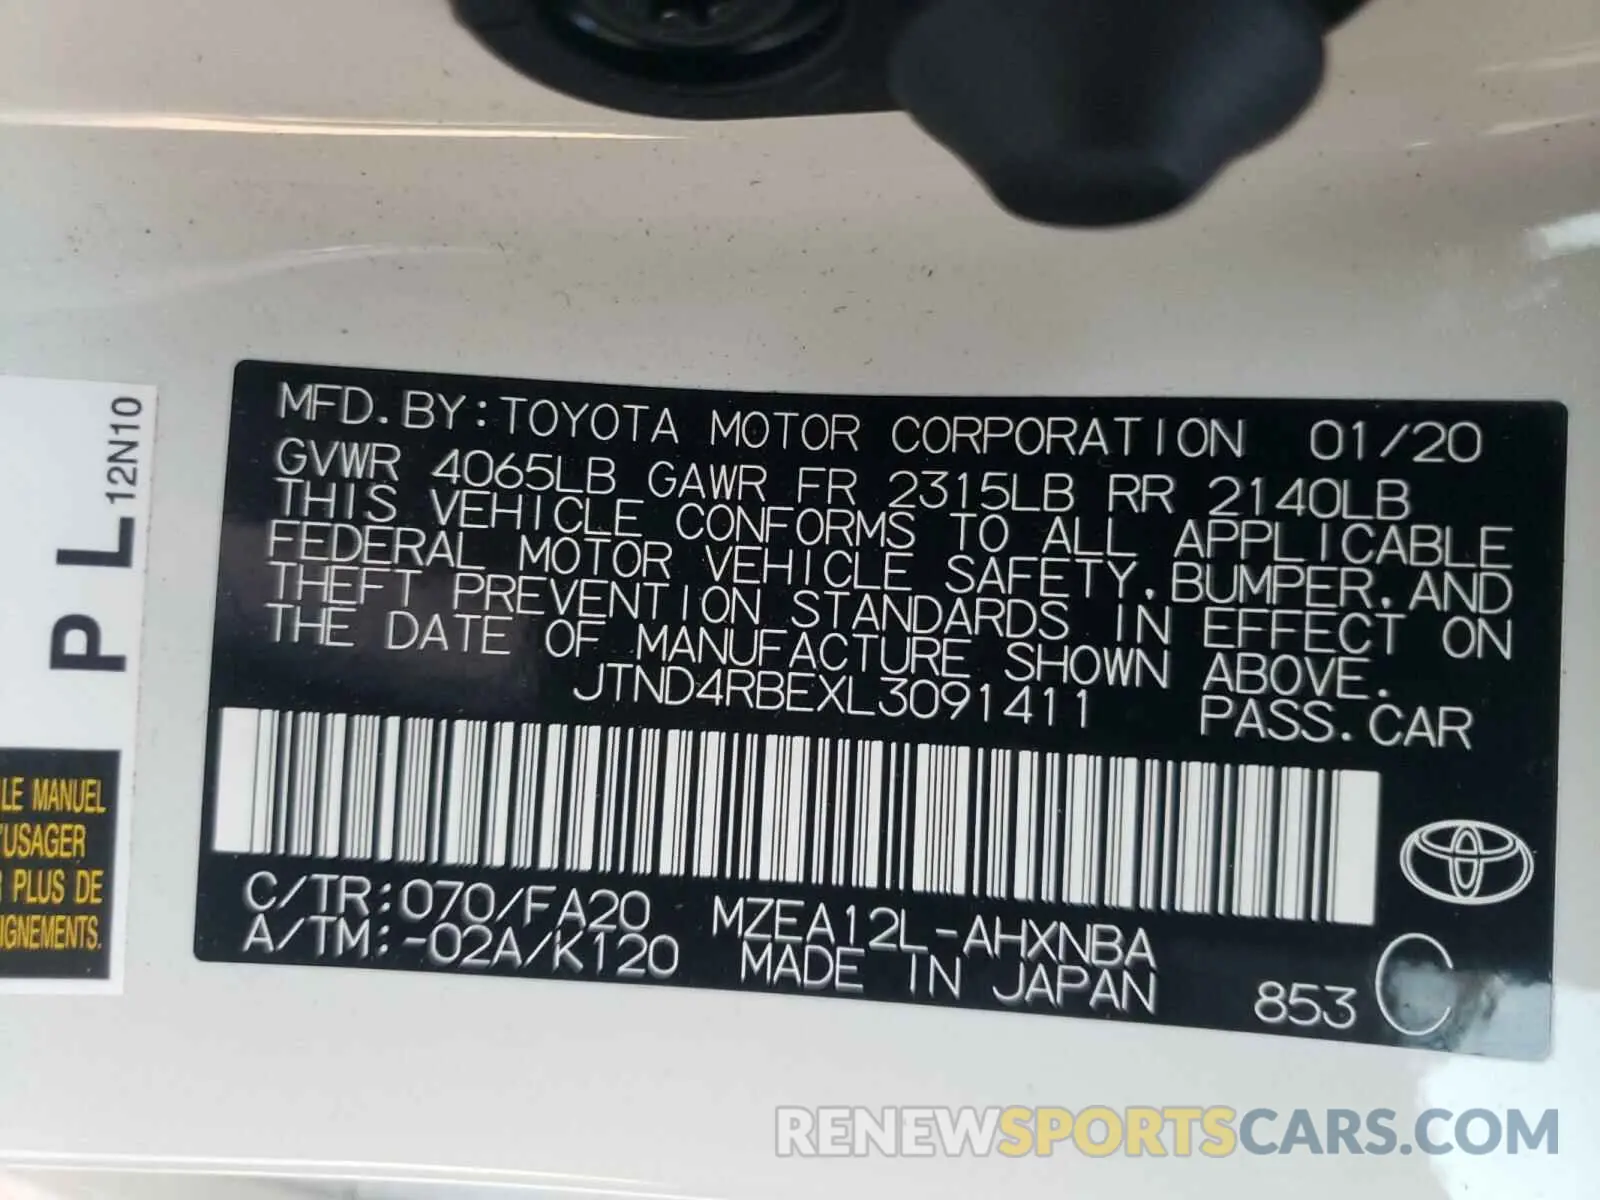 MFD. BY: TOYOTA MOTOR CORPORATION 01/20
GVWR 4065LB GAWR FR 2315LB RR 2140LB
THIS VEHICLE CONFORMS TO ALL APPLICABLE
FEDERAL MOTOR VEHICLE SAFETY, BUMPER, AND
THEFT PREVENTION STANDARDS IN EFFECT ON
THE DATE OF MANUFACTURE SHOWN ABOVE.
JTND4RBEXL3091411 PASS. CAR
C/TR: 070/FA20 MZEA12L-AHXNBA
A/TM: -02A/K120 MADE IN JAPAN 853 C
P L 12N10
LE MANUEL
'USAGER
R PLUS DE
IGNEMENTS.
RENEWSPORTSCARS.COM